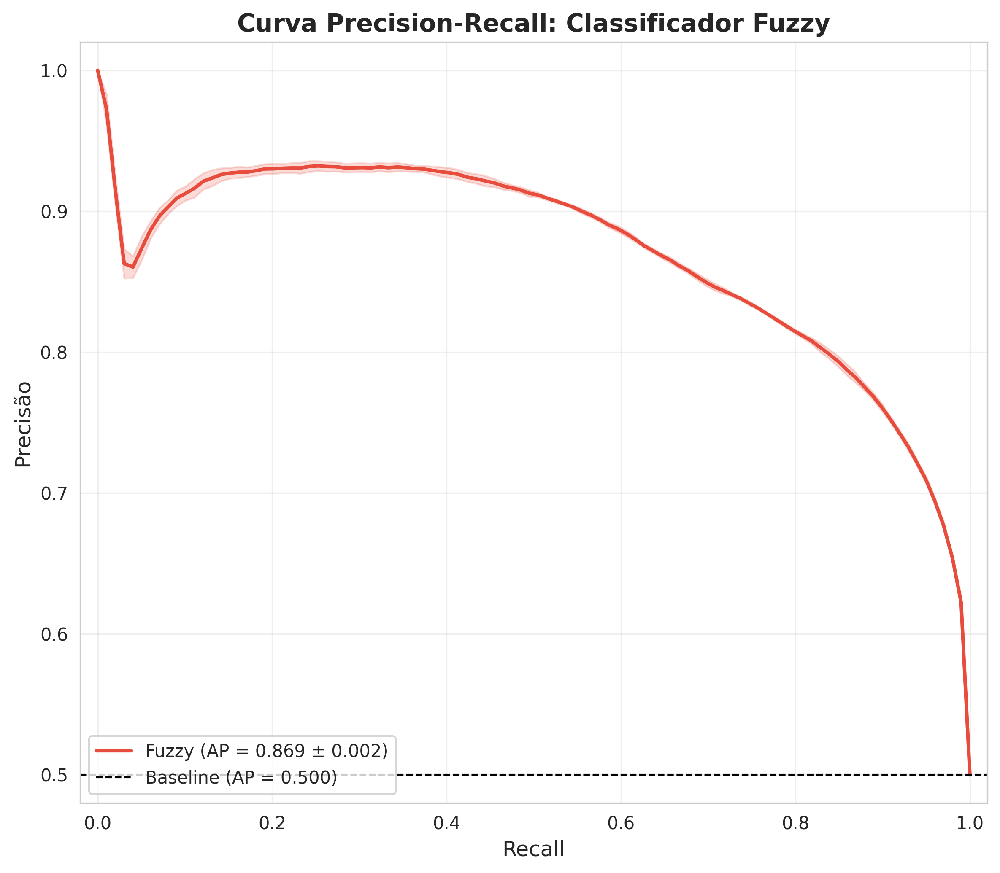 Curva Precision-Recall: Classificador Fuzzy
Precisão
1.0
0.9
0.8
0.7
0.6
0.5
Fuzzy (AP = 0.869 ± 0.002)
Baseline (AP = 0.500)
0.0 0.2 0.4 0.6 0.8 1.0
Recall